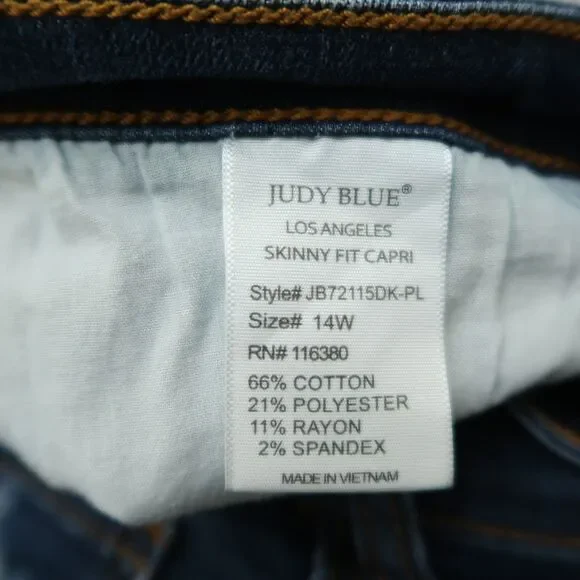 JUDY BLUE®
LOS ANGELES
SKINNY FIT CAPRI
Style# JB72115DK-PL
Size# 14W
RN# 116380
66% COTTON
21% POLYESTER
11% RAYON
2% SPANDEX
MADE IN VIETNAM